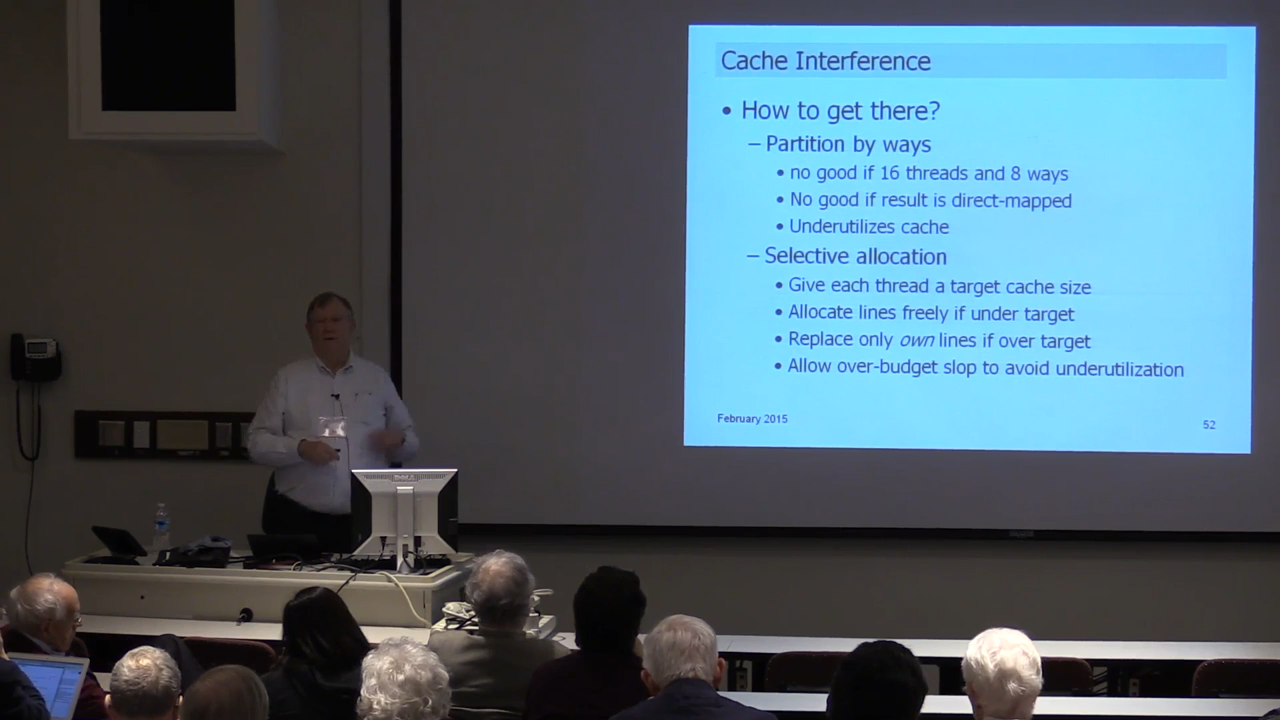 Cache Interference
• How to get there?
– Partition by ways
• no good if 16 threads and 8 ways
• No good if result is direct-mapped
• Underutilizes cache
– Selective allocation
• Give each thread a target cache size
• Allocate lines freely if under target
• Replace only own lines if over target
• Allow over-budget slop to avoid underutilization
February 2015
52
DELL